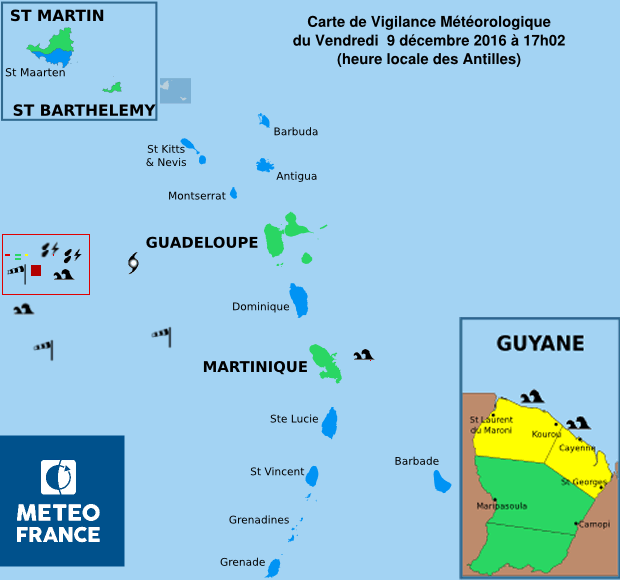 ST MARTIN
St Maarten
ST BARTHELEMY
Carte de Vigilance Météorologique
du Vendredi 9 décembre 2016 à 17h02
(heure locale des Antilles)
Barbuda
St Kitts
& Nevis
Antigua
Montserrat
GUADELOUPE
Dominique
MARTINIQUE
Ste Lucie
St Vincent
Barbade
Grenadines
Grenade
METEO
FRANCE
GUYANE
St Laurent
du Maroni
Kourou
Cayenne
St Georges
Maripasoula
Camopi